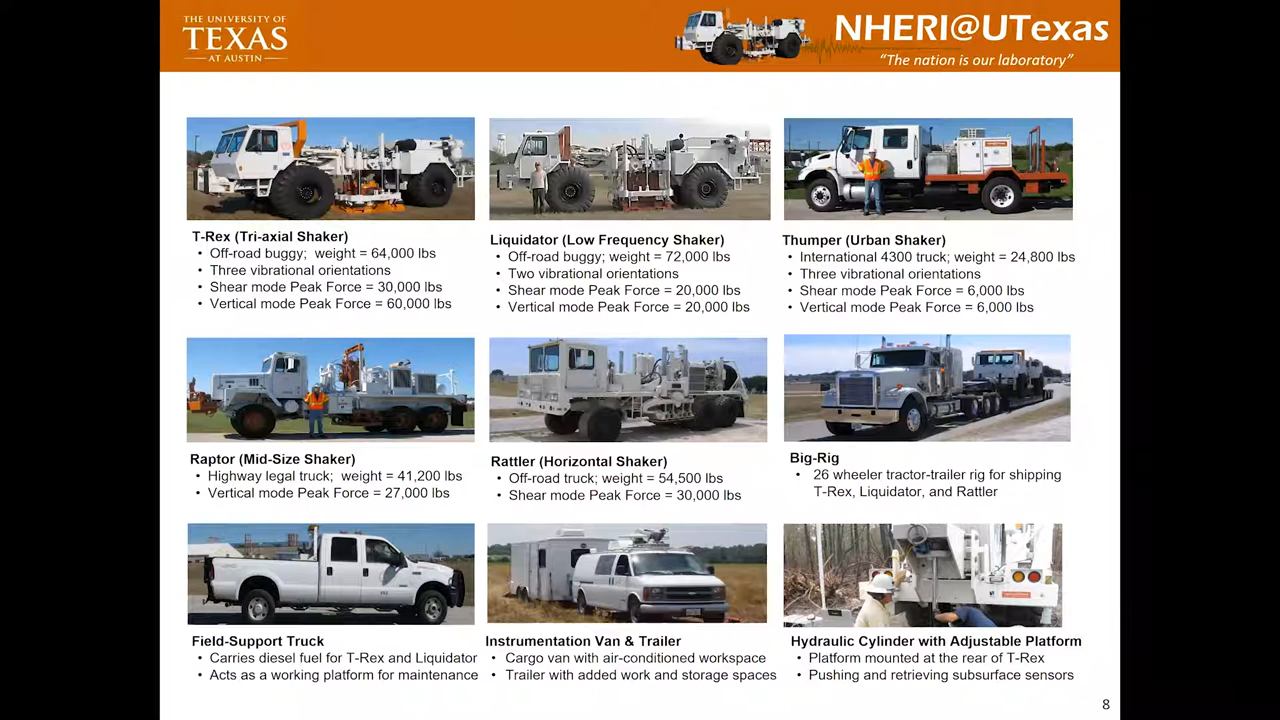 THE UNIVERSITY OF
TEXAS
AT AUSTIN
NHERI@UTexas
“The nation is our laboratory”
T-Rex (Tri-axial Shaker)
• Off-road buggy; weight = 64,000 lbs
• Three vibrational orientations
• Shear mode Peak Force = 30,000 lbs
• Vertical mode Peak Force = 60,000 lbs
Liquidator (Low Frequency Shaker)
• Off-road buggy; weight = 72,000 lbs
• Two vibrational orientations
• Shear mode Peak Force = 20,000 lbs
• Vertical mode Peak Force = 20,000 lbs
Thumper (Urban Shaker)
• International 4300 truck; weight = 24,800 lbs
• Three vibrational orientations
• Shear mode Peak Force = 6,000 lbs
• Vertical mode Peak Force = 6,000 lbs
Raptor (Mid-Size Shaker)
• Highway legal truck; weight = 41,200 lbs
• Vertical mode Peak Force = 27,000 lbs
Rattler (Horizontal Shaker)
• Off-road truck; weight = 54,500 lbs
• Shear mode Peak Force = 30,000 lbs
Big-Rig
• 26 wheeler tractor-trailer rig for shipping
T-Rex, Liquidator, and Rattler
Field-Support Truck
• Carries diesel fuel for T-Rex and Liquidator
• Acts as a working platform for maintenance
Instrumentation Van & Trailer
• Cargo van with air-conditioned workspace
• Trailer with added work and storage spaces
Hydraulic Cylinder with Adjustable Platform
• Platform mounted at the rear of T-Rex
• Pushing and retrieving subsurface sensors
8